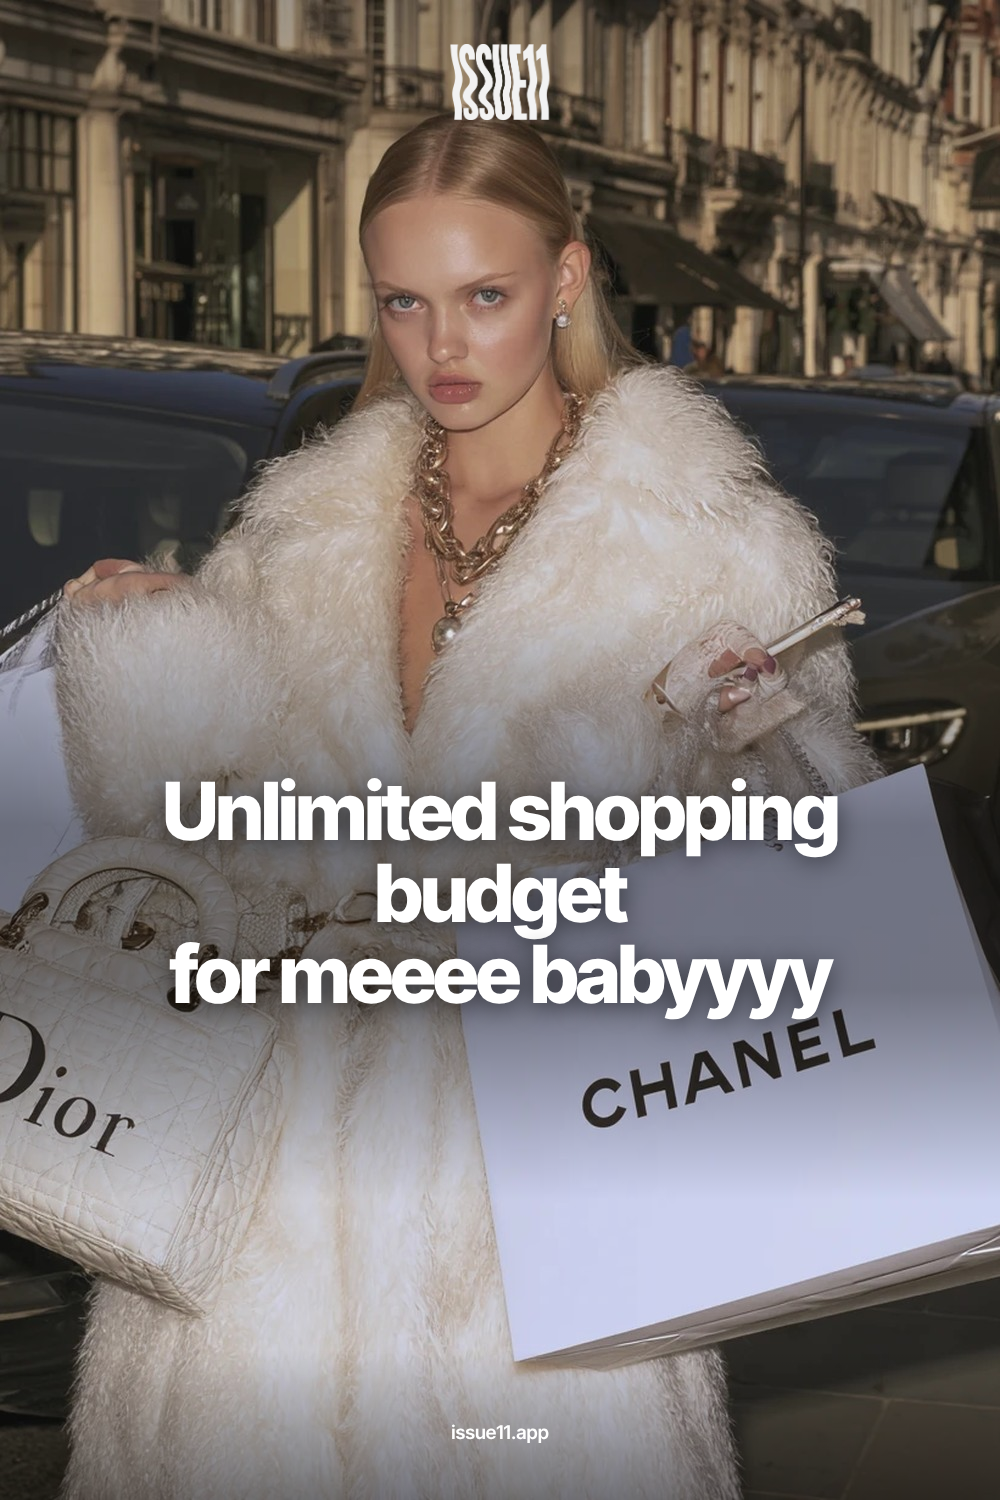 ISSUE11
Unlimited shopping
budget
for meeee babyyyy
CHANEL
Dior
issue11.app